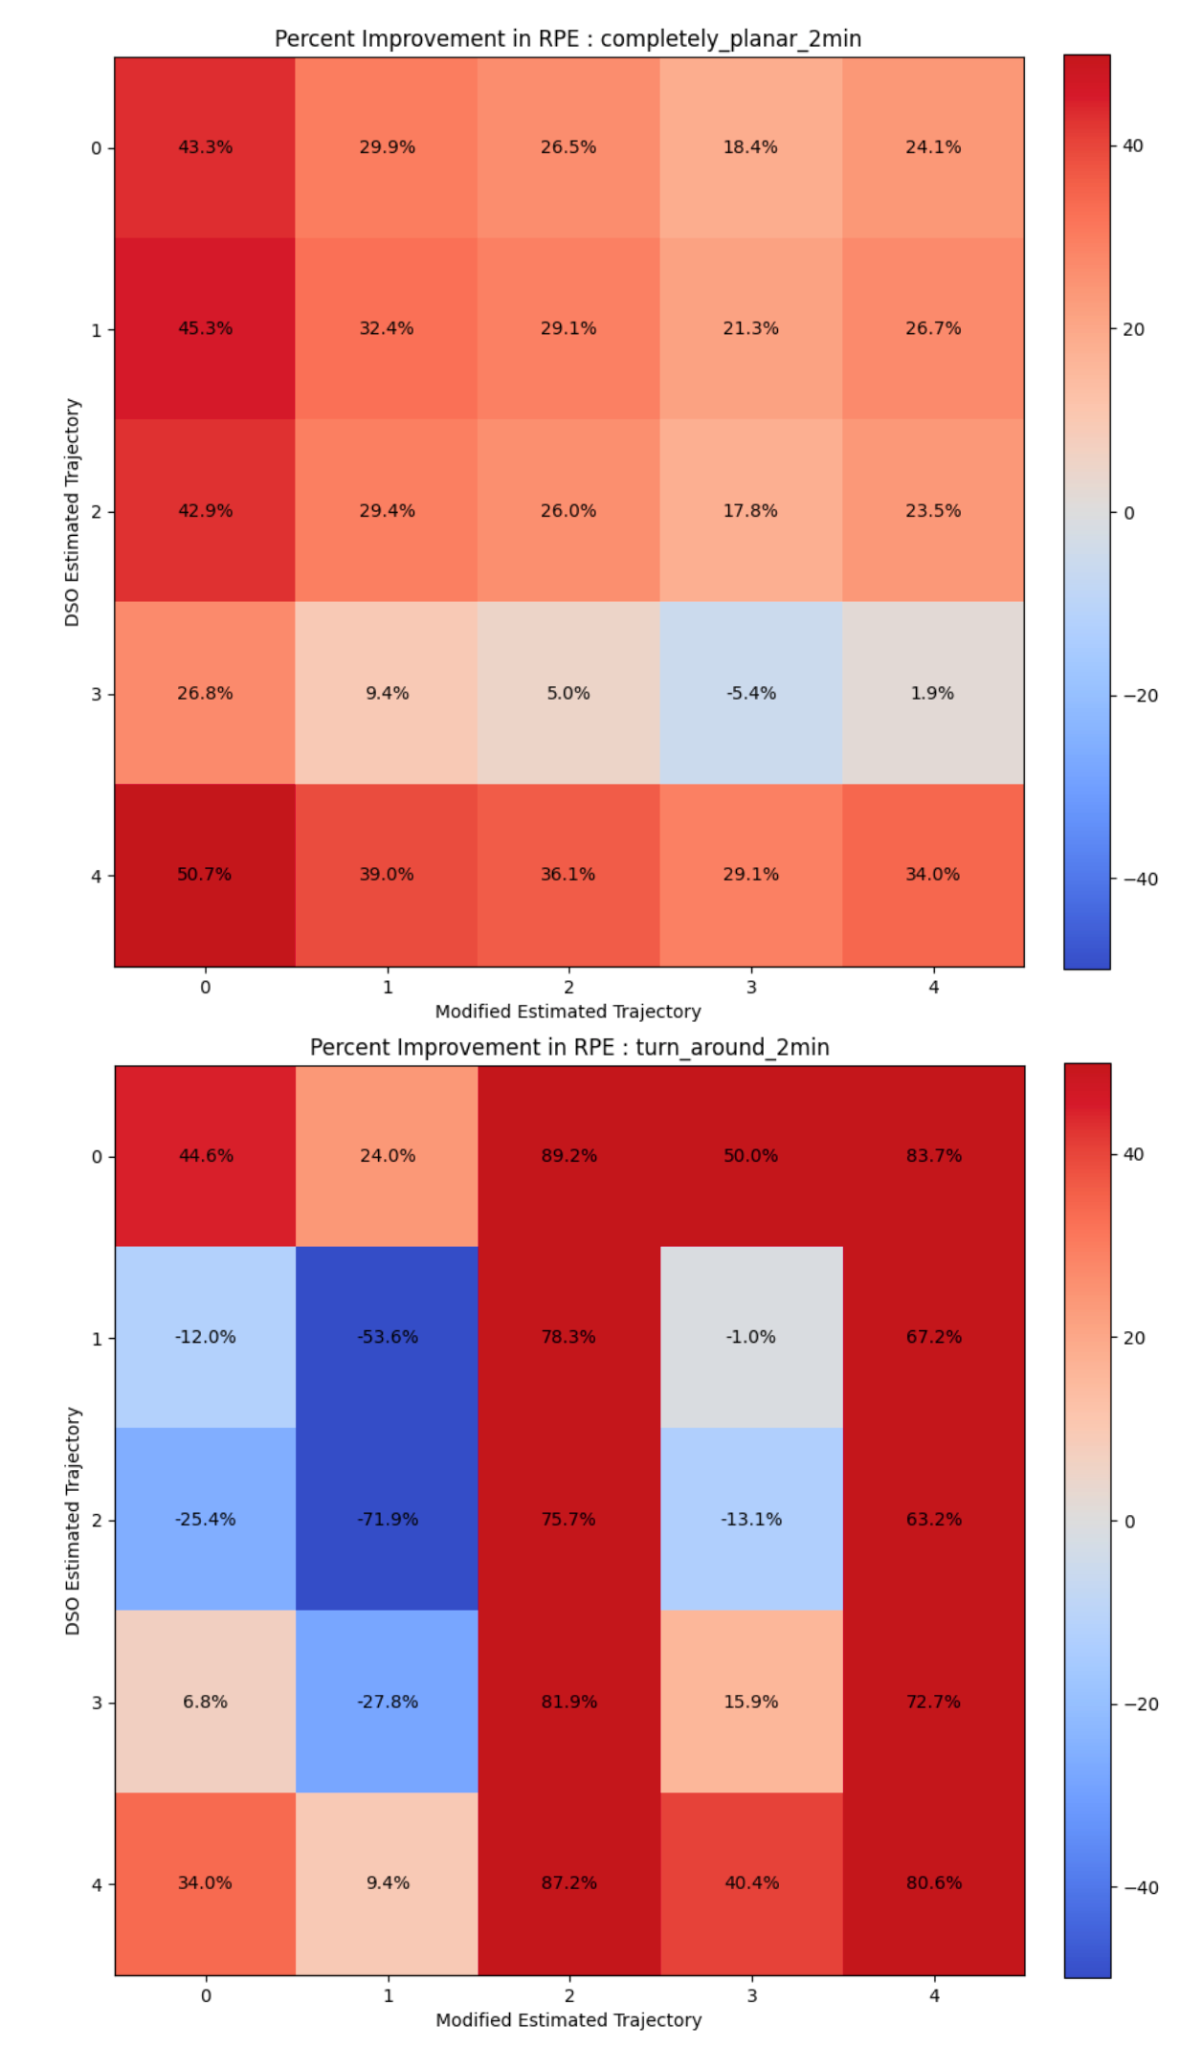 Percent Improvement in RPE : completely_planar_2min
43.3% 29.9% 26.5% 18.4% 24.1%
45.3% 32.4% 29.1% 21.3% 26.7%
42.9% 29.4% 26.0% 17.8% 23.5%
26.8% 9.4% 5.0% -5.4% 1.9%
50.7% 39.0% 36.1% 29.1% 34.0%
0
1
2
3
4
DSO Estimated Trajectory
0 1 2 3 4
Modified Estimated Trajectory
40
20
0
−20
−40
Percent Improvement in RPE : turn_around_2min
44.6% 24.0% 89.2% 50.0% 83.7%
-12.0% -53.6% 78.3% -1.0% 67.2%
-25.4% -71.9% 75.7% -13.1% 63.2%
6.8% -27.8% 81.9% 15.9% 72.7%
34.0% 9.4% 87.2% 40.4% 80.6%
0
1
2
3
4
DSO Estimated Trajectory
0 1 2 3 4
Modified Estimated Trajectory
40
20
0
−20
−40